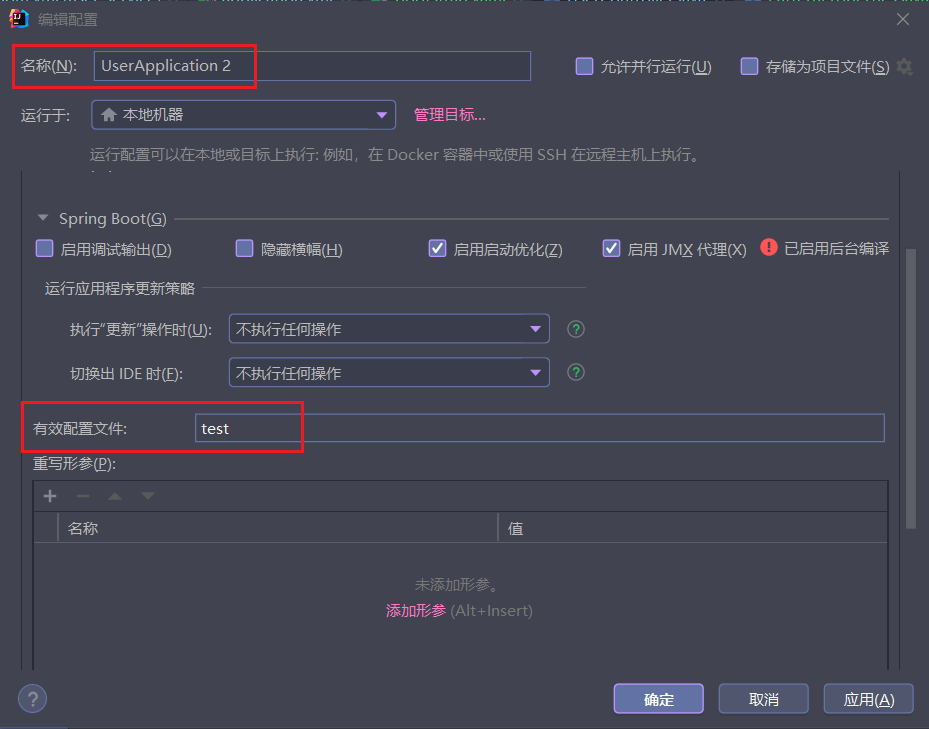 编辑配置
名称(N): UserApplication 2 允许并行运行(U) 存储为项目文件(S)
运行于: 本地机器 管理目标...
运行配置可以在本地或目标上执行: 例如，在 Docker 容器中或使用 SSH 在远程主机上执行。
Spring Boot(G)
启用调试输出(D) 隐藏横幅(H) 启用启动优化(Z) 启用 JMX 代理(X) 已启用后台编译
运行应用程序更新策略
执行“更新”操作时(U): 不执行任何操作
切换出 IDE 时(F): 不执行任何操作
有效配置文件: test
重写形参(P):
名称 值
未添加形参。
添加形参 (Alt+Insert)
确定 取消 应用(A)